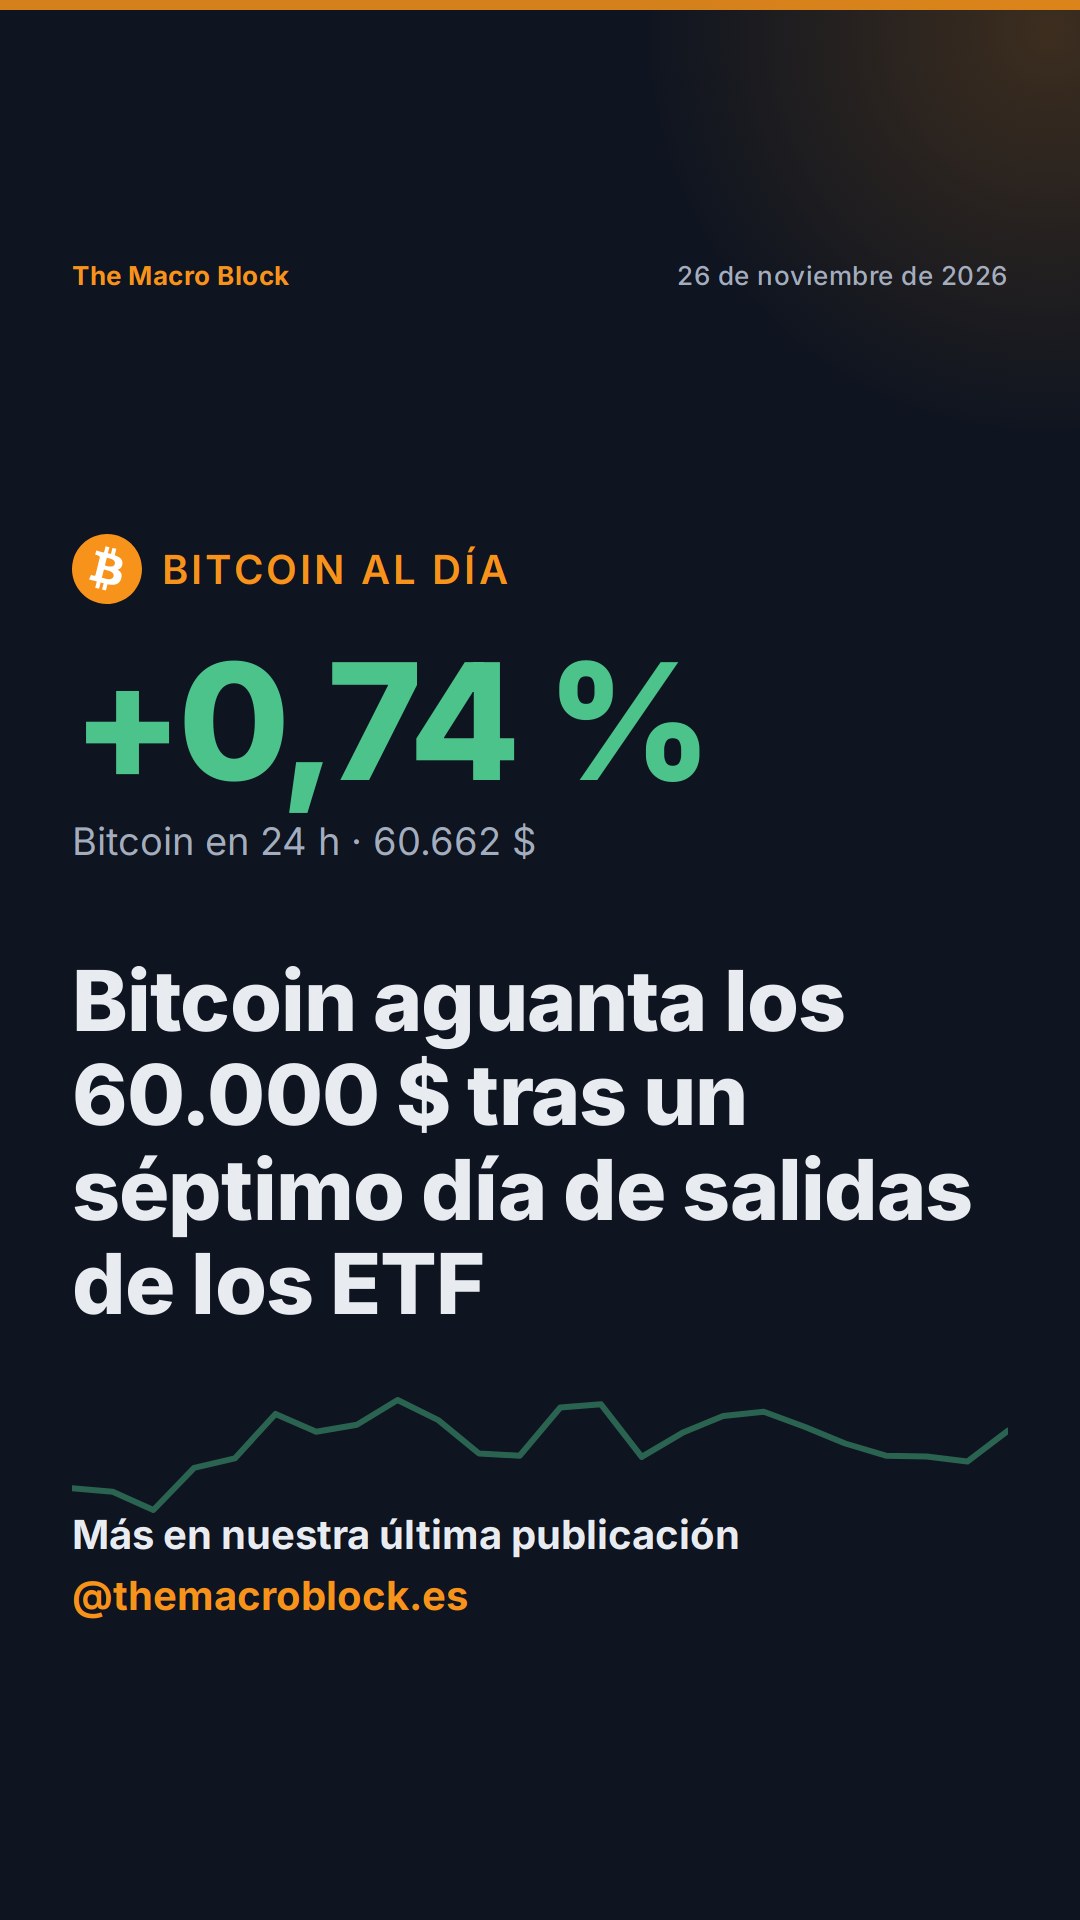 The Macro Block
26 de noviembre de 2026
BITCOIN AL DÍA
+0,74 %
Bitcoin en 24 h · 60.662 $
Bitcoin aguanta los
60.000 $ tras un
séptimo día de salidas
de los ETF
Más en nuestra última publicación
@themacroblock.es